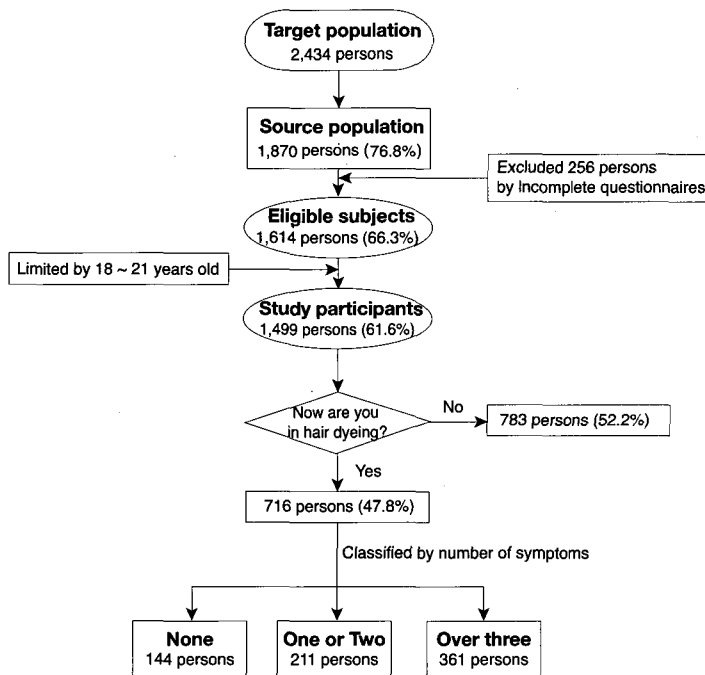 Target population
2,434 persons
Source population
1,870 persons (76.8%)
Excluded 256 persons
by Incomplete questionnaires
Eligible subjects
1,614 persons (66.3%)
Limited by 18 ~ 21 years old
Study participants
1,499 persons (61.6%)
Now are you
in hair dyeing?
No
783 persons (52.2%)
Yes
716 persons (47.8%)
Classified by number of symptoms
None
144 persons
One or Two
211 persons
Over three
361 persons